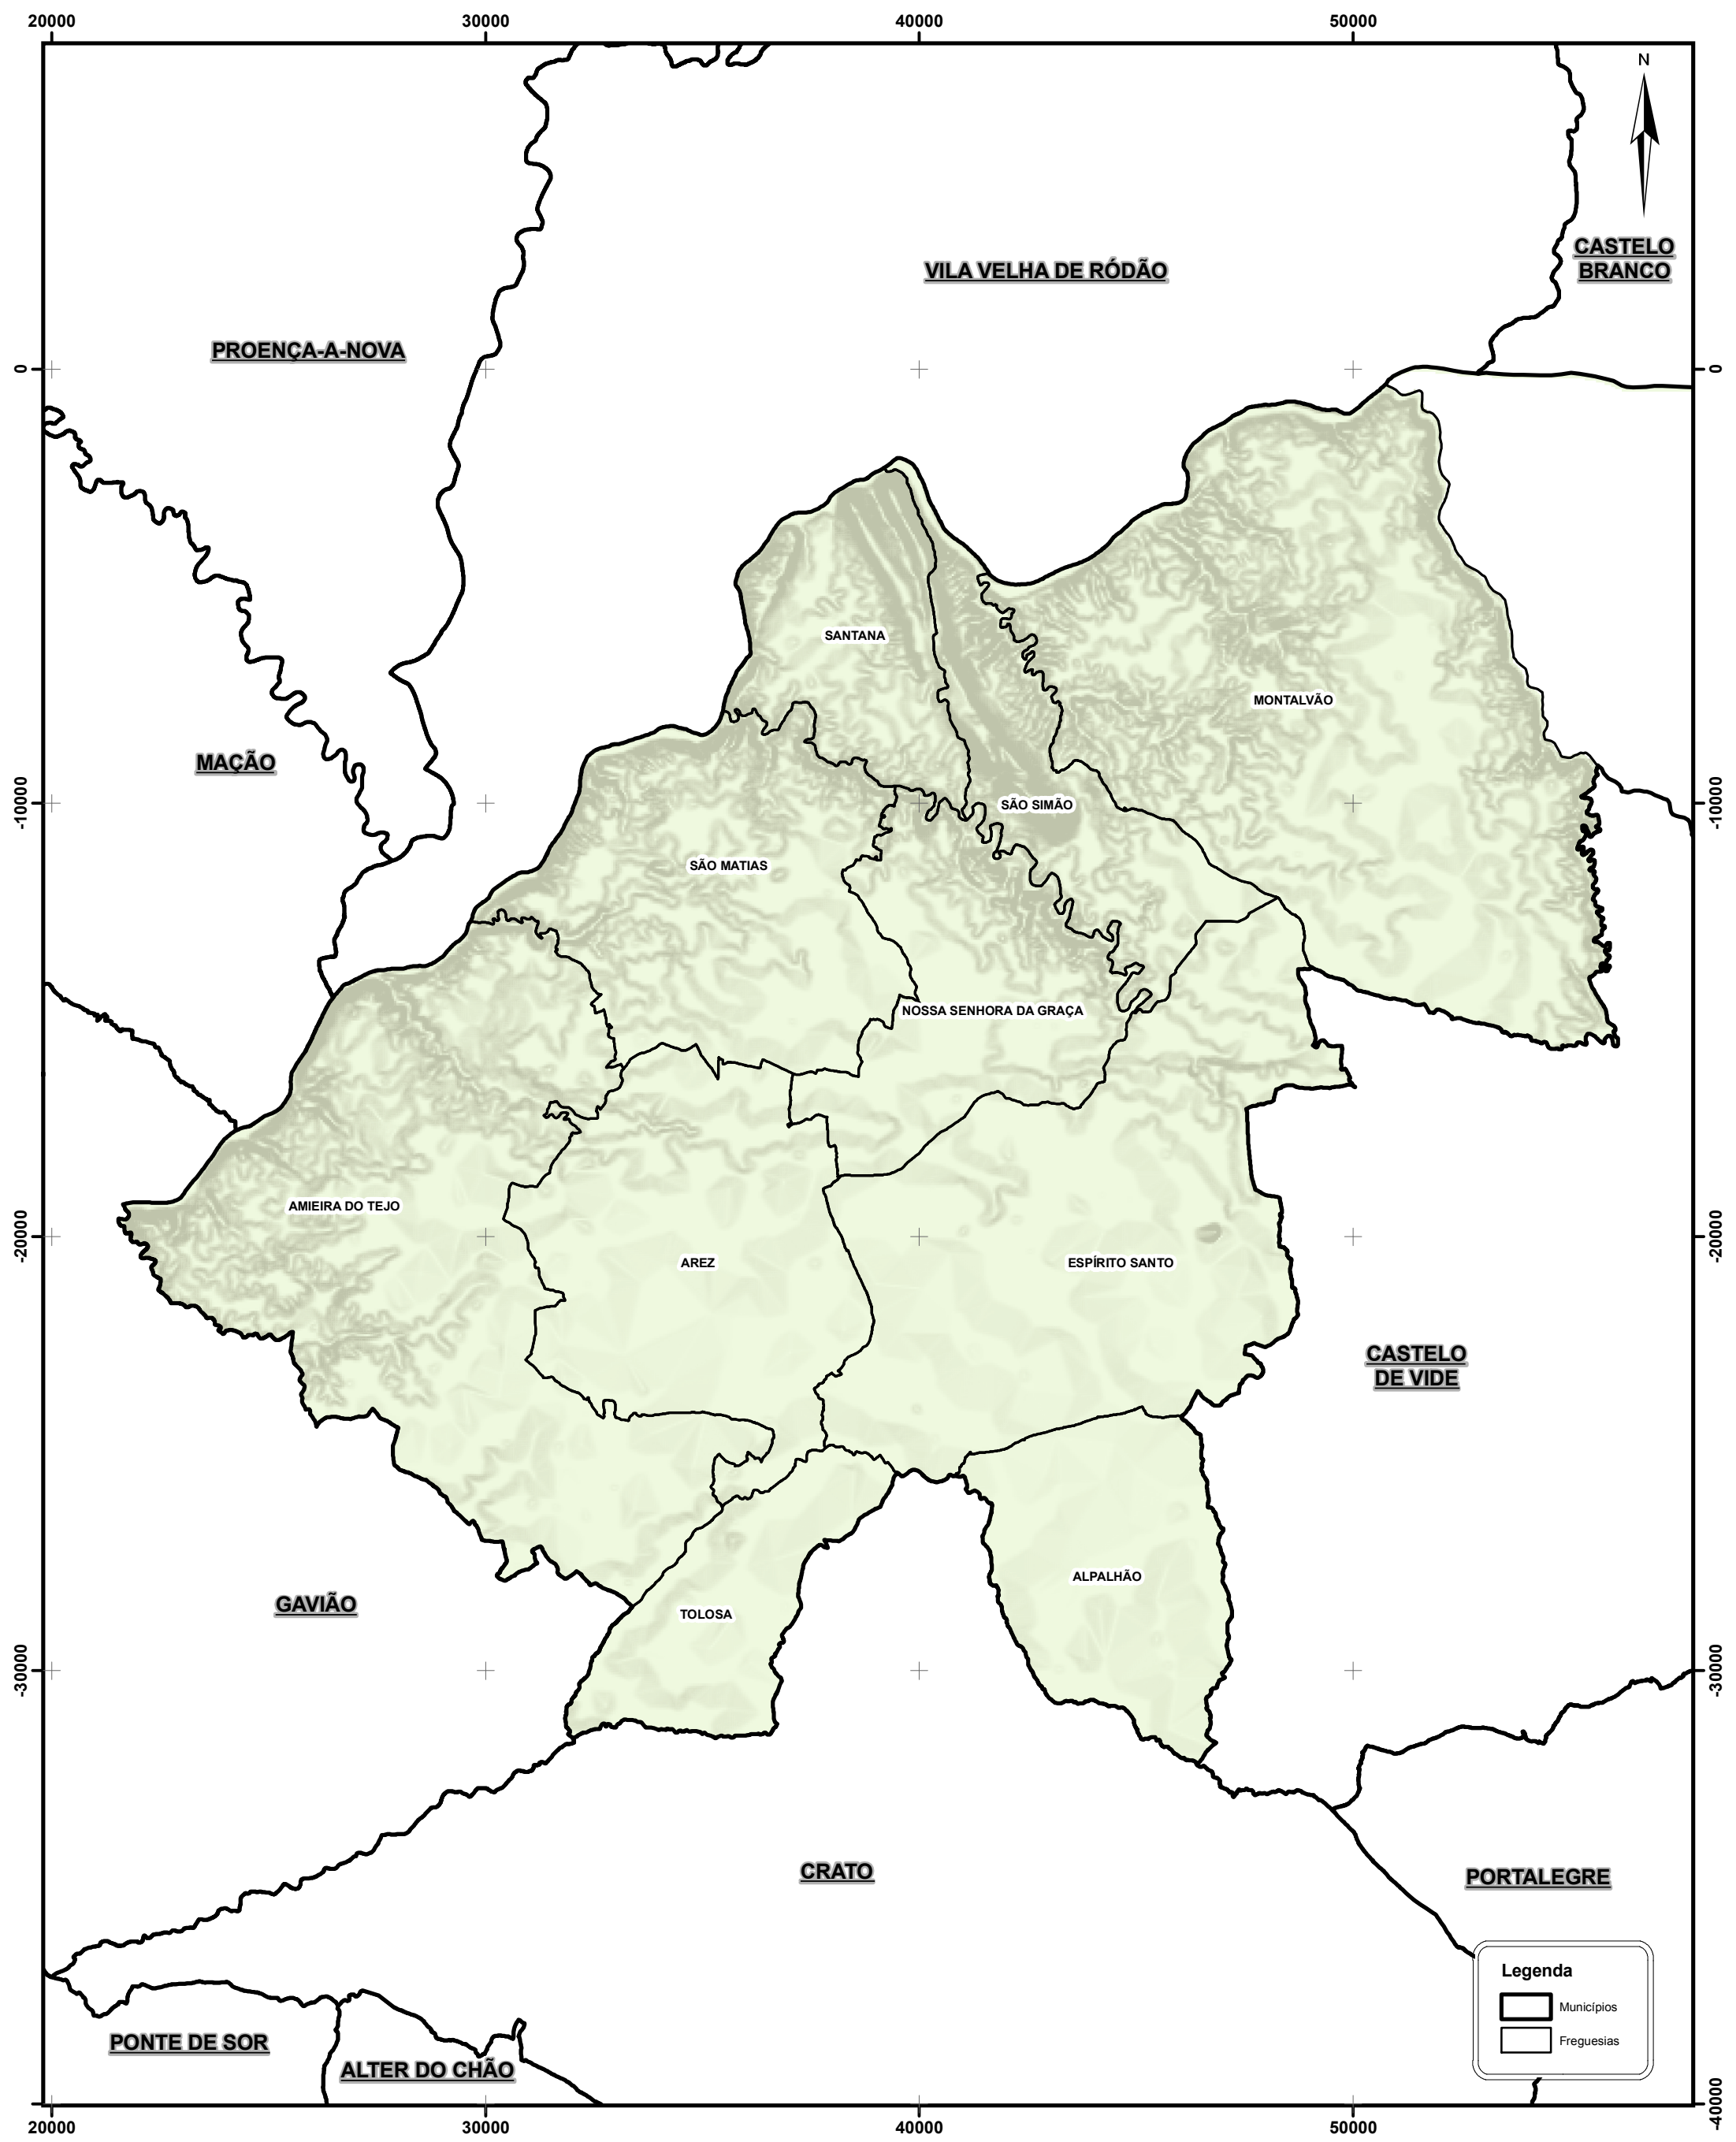 20000
30000
40000
50000
N
CASTELO
BRANCO
VILA VELHA DE RÓDÃO
PROENÇA-A-NOVA
0
0
SANTANA
MONTALVÃO
MAÇÃO
-10000
-10000
SÃO SIMÃO
SÃO MATIAS
NOSSA SENHORA DA GRAÇA
AMIEIRA DO TEJO
-20000
-20000
AREZ
ESPÍRITO SANTO
CASTELO
DE VIDE
ALPALHÃO
GAVIÃO
TOLOSA
-30000
-30000
CRATO
PORTALEGRE
Legenda
Municípios
Freguesias
PONTE DE SOR
ALTER DO CHÃO
-40000
20000
30000
40000
50000